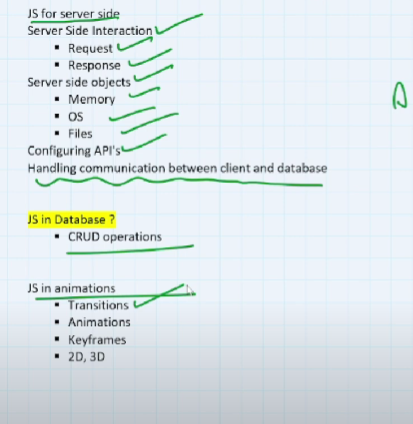 JS for server side
Server Side Interaction
▪ Request
▪ Response
Server side objects
▪ Memory
▪ OS
▪ Files
Configuring API's
Handling communication between client and database
JS in Database ?
▪ CRUD operations
JS in animations
▪ Transitions
▪ Animations
▪ Keyframes
▪ 2D, 3D